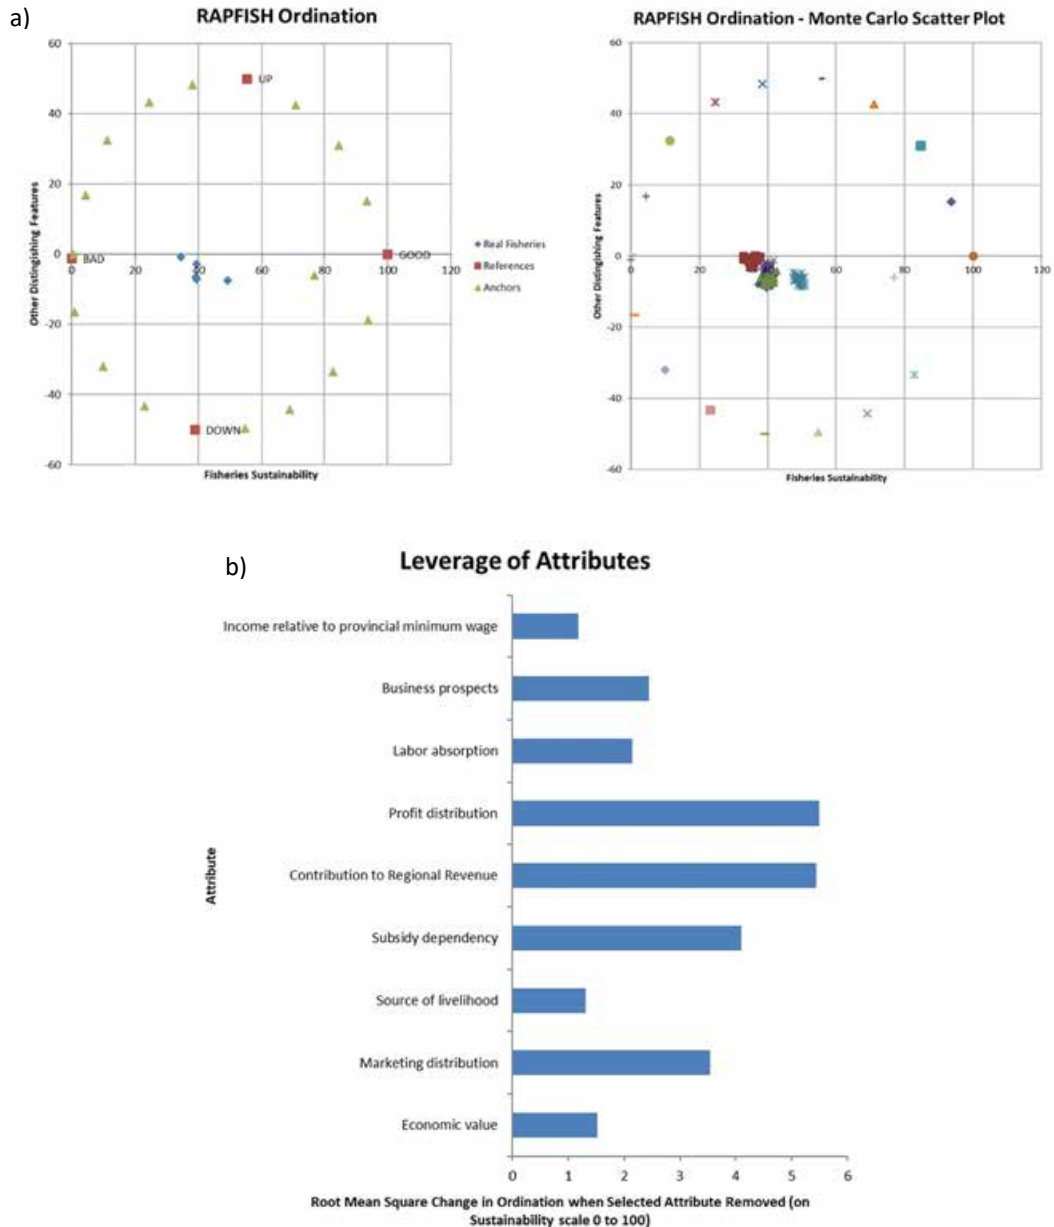 a)
RAPFISH Ordination
60
40
20
0
-20
-40
-60
0 20 40 60 80 100 120
UP
BAD
GOOD
DOWN
Other Distingishing Features
Fisheries Sustainability
Real Fisheries
References
Anchors
RAPFISH Ordination - Monte Carlo Scatter Plot
60
40
20
0
-20
-40
-60
0 20 40 60 80 100 120
Other Distingishing Features
Fisheries Sustainability
b)
Leverage of Attributes
Attribute
Income relative to provincial minimum wage
Business prospects
Labor absorption
Profit distribution
Contribution to Regional Revenue
Subsidy dependency
Source of livelihood
Marketing distribution
Economic value
0 1 2 3 4 5 6
Root Mean Square Change in Ordination when Selected Attribute Removed (on
Sustainability scale 0 to 100)